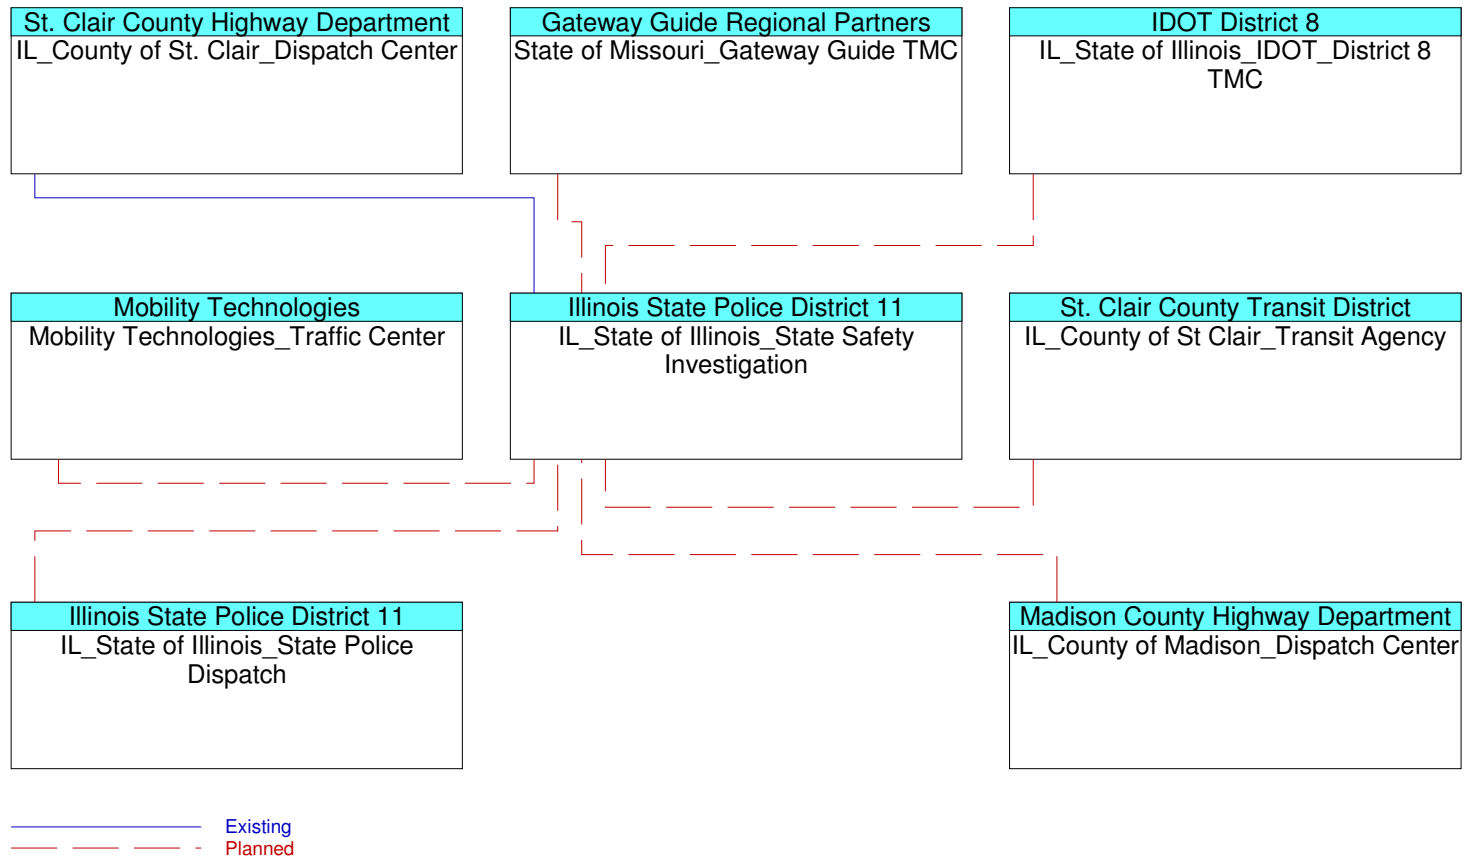 St. Clair County Highway Department
IL_County of St. Clair_Dispatch Center
Gateway Guide Regional Partners
State of Missouri_Gateway Guide TMC
IDOT District 8
IL_State of Illinois_IDOT_District 8
TMC
Mobility Technologies
Mobility Technologies_Traffic Center
Illinois State Police District 11
IL_State of Illinois_State Safety
Investigation
St. Clair County Transit District
IL_County of St Clair_Transit Agency
Illinois State Police District 11
IL_State of Illinois_State Police
Dispatch
Madison County Highway Department
IL_County of Madison_Dispatch Center
Existing
Planned